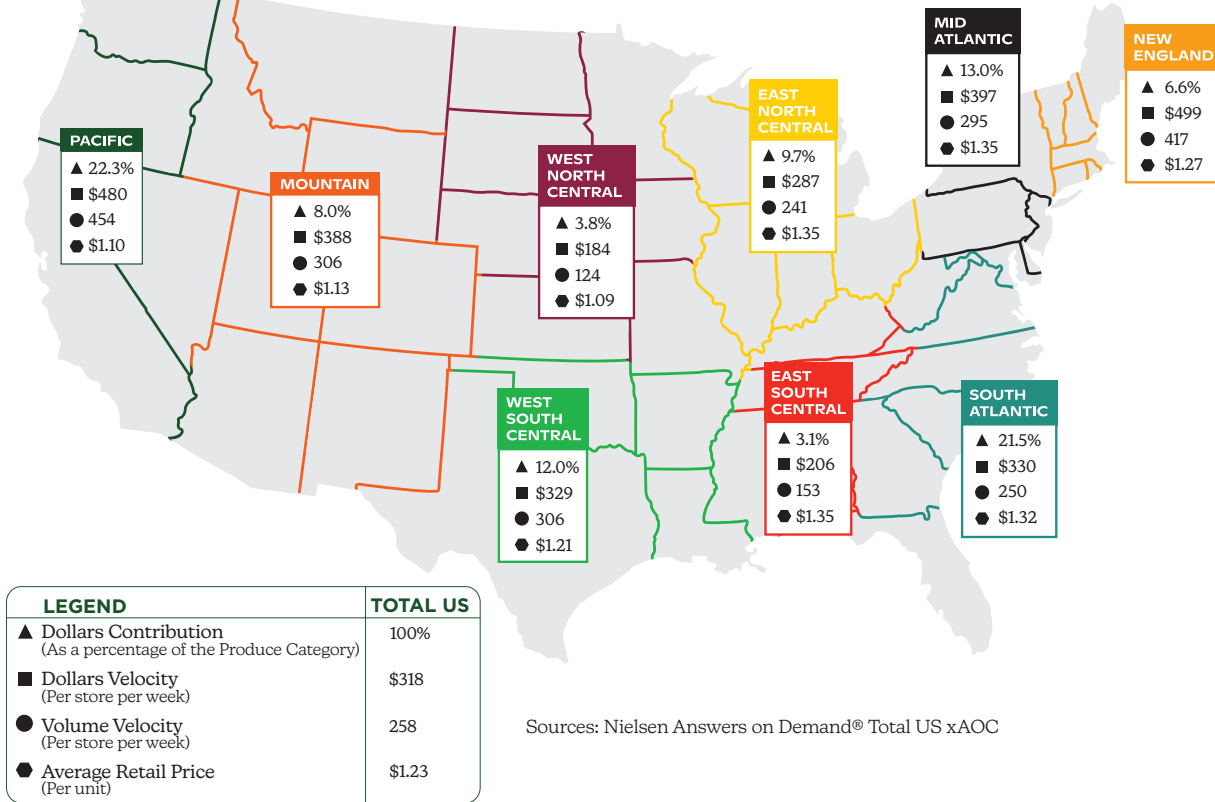 MID
ATLANTIC
▲ 13.0%
■ $397
● 295
⬣ $1.35
NEW
ENGLAND
▲ 6.6%
■ $499
● 417
⬣ $1.27
EAST
NORTH
CENTRAL
▲ 9.7%
■ $287
● 241
⬣ $1.35
PACIFIC
▲ 22.3%
■ $480
● 454
⬣ $1.10
WEST
NORTH
CENTRAL
▲ 3.8%
■ $184
● 124
⬣ $1.09
MOUNTAIN
▲ 8.0%
■ $388
● 306
⬣ $1.13
EAST
SOUTH
CENTRAL
▲ 3.1%
■ $206
● 153
⬣ $1.35
SOUTH
ATLANTIC
▲ 21.5%
■ $330
● 250
⬣ $1.32
WEST
SOUTH
CENTRAL
▲ 12.0%
■ $329
● 306
⬣ $1.21
LEGEND TOTAL US
▲ Dollars Contribution 100%
(As a percentage of the Produce Category)
■ Dollars Velocity $318
(Per store per week)
● Volume Velocity 258
(Per store per week)
⬣ Average Retail Price $1.23
(Per unit)
Sources: Nielsen Answers on Demand® Total US xAOC